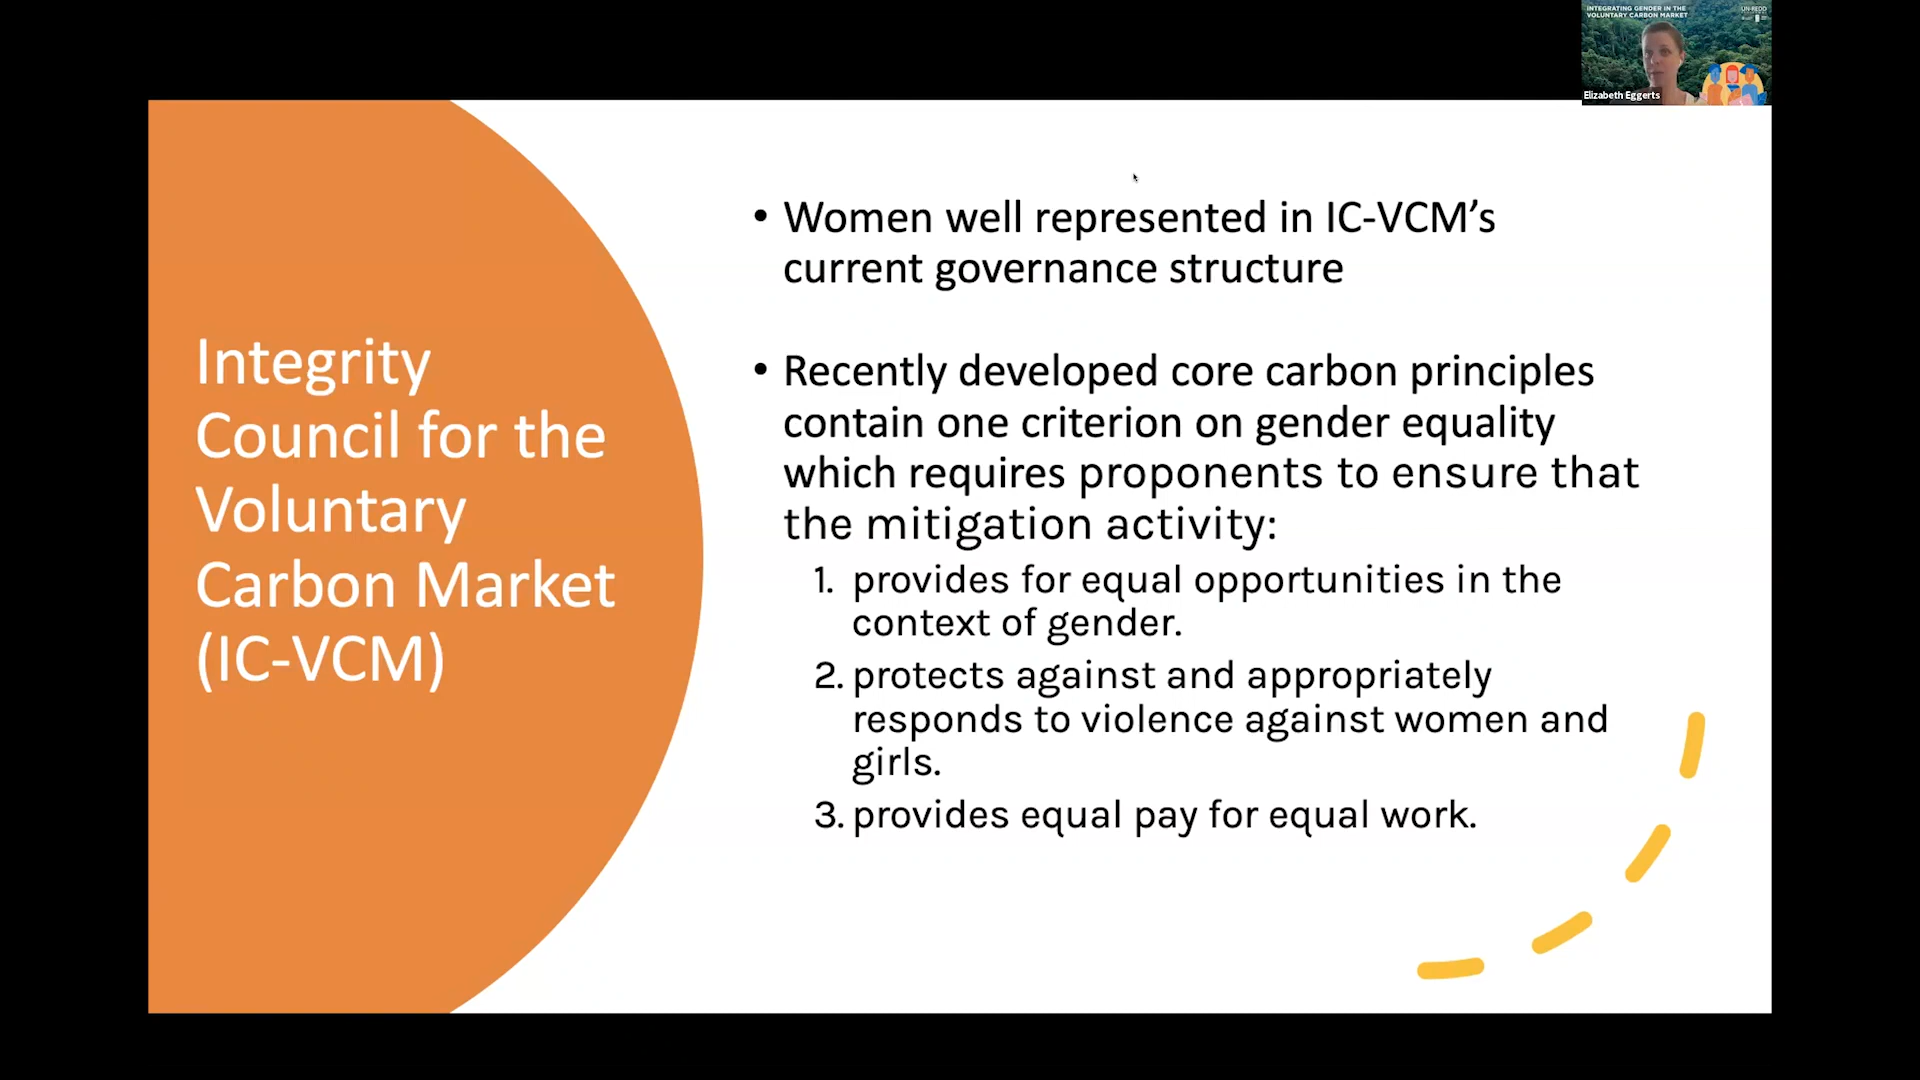 INTEGRATING GENDER IN THE
VOLUNTARY CARBON MARKET
UN-REDD
Elizabeth Eggerts
Integrity
Council for the
Voluntary
Carbon Market
(IC-VCM)
• Women well represented in IC-VCM’s
current governance structure
• Recently developed core carbon principles
contain one criterion on gender equality
which requires proponents to ensure that
the mitigation activity:
1. provides for equal opportunities in the
context of gender.
2. protects against and appropriately
responds to violence against women and
girls.
3. provides equal pay for equal work.